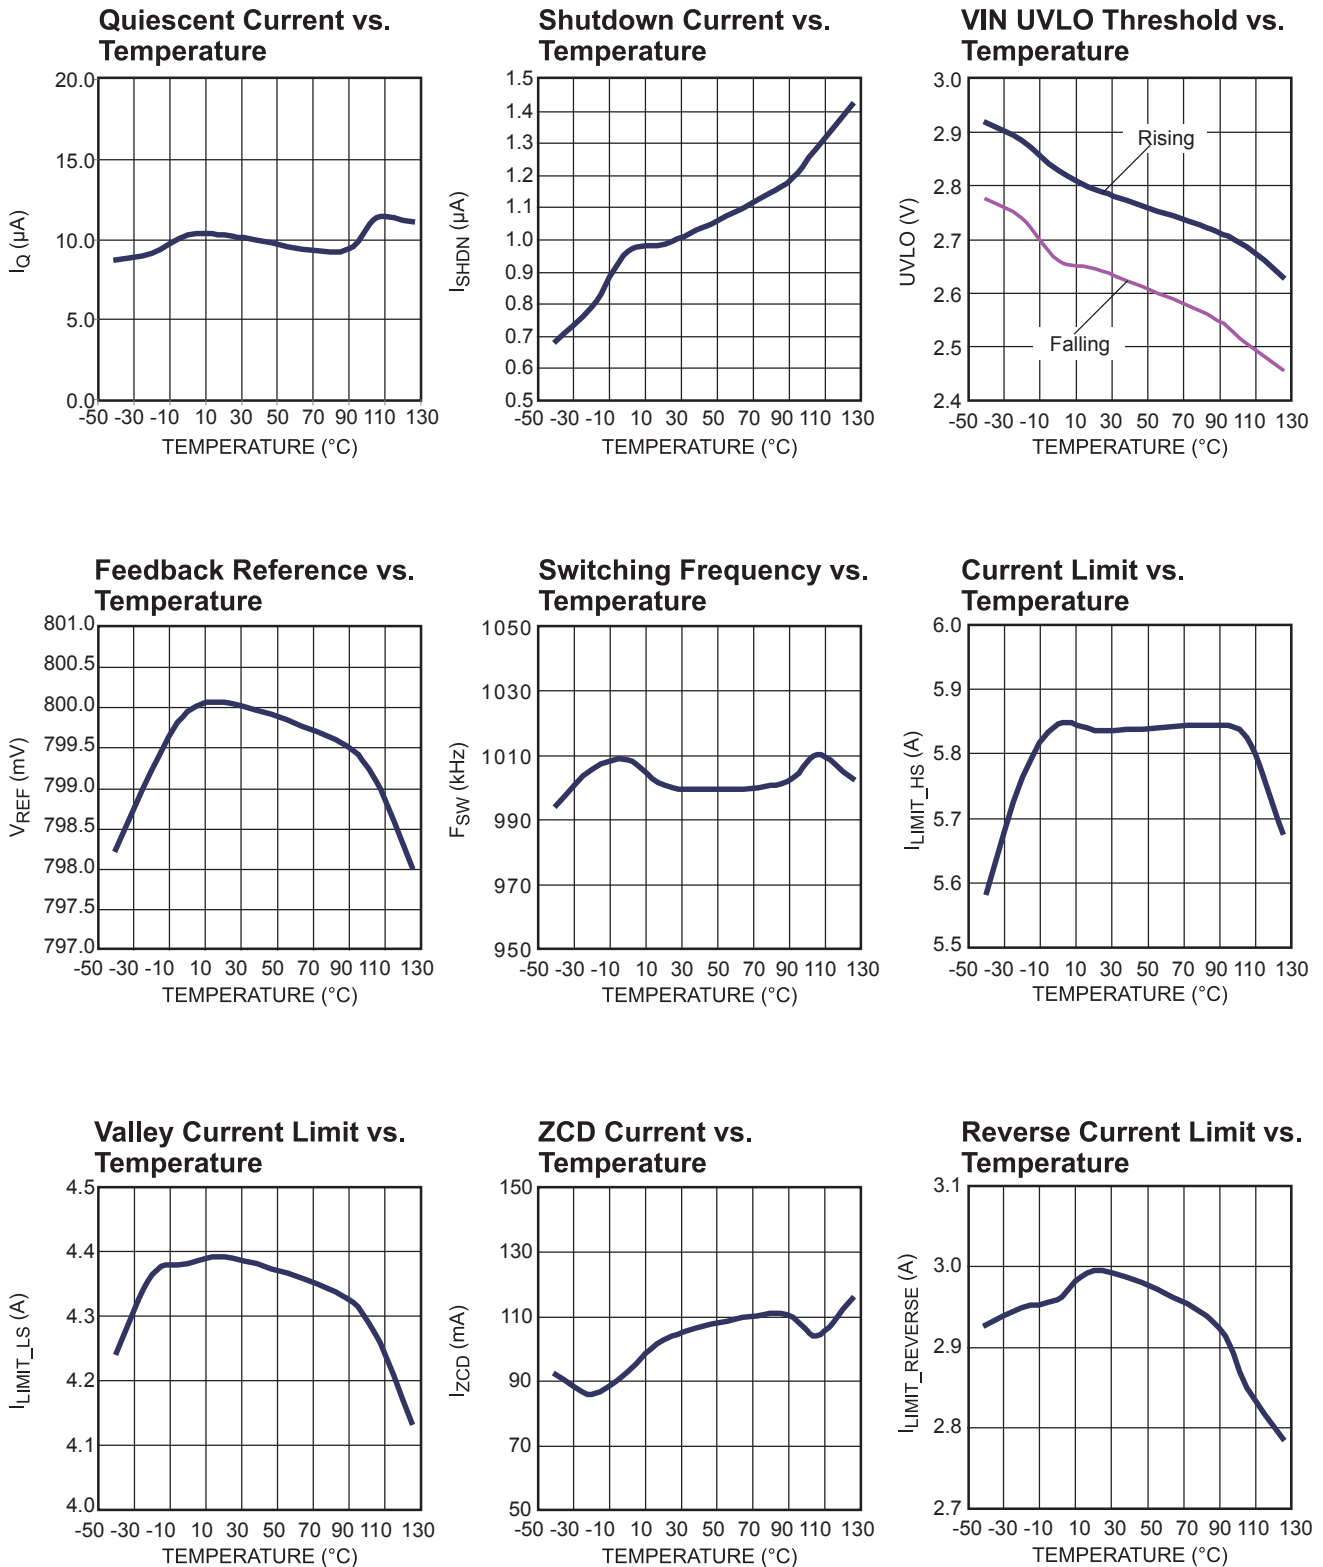 Quiescent Current vs.
Temperature
20.0
15.0
10.0
5.0
0.0
IQ (µA)
-50 -30 -10 10 30 50 70 90 110 130
TEMPERATURE (°C)
Shutdown Current vs.
Temperature
1.5
1.4
1.3
1.2
1.1
1.0
0.9
0.8
0.7
0.6
0.5
ISHDN (µA)
-50 -30 -10 10 30 50 70 90 110 130
TEMPERATURE (°C)
VIN UVLO Threshold vs.
Temperature
3.0
2.9
2.8
2.7
2.6
2.5
2.4
UVLO (V)
Rising
Falling
-50 -30 -10 10 30 50 70 90 110 130
TEMPERATURE (°C)
Feedback Reference vs.
Temperature
801.0
800.5
800.0
799.5
799.0
798.5
798.0
797.5
797.0
VREF (mV)
-50 -30 -10 10 30 50 70 90 110 130
TEMPERATURE (°C)
Switching Frequency vs.
Temperature
1050
1030
1010
990
970
950
FSW (kHz)
-50 -30 -10 10 30 50 70 90 110 130
TEMPERATURE (°C)
Current Limit vs.
Temperature
6.0
5.9
5.8
5.7
5.6
5.5
ILIMIT_HS (A)
-50 -30 -10 10 30 50 70 90 110 130
TEMPERATURE (°C)
Valley Current Limit vs.
Temperature
4.5
4.4
4.3
4.2
4.1
4.0
ILIMIT_LS (A)
-50 -30 -10 10 30 50 70 90 110 130
TEMPERATURE (°C)
ZCD Current vs.
Temperature
150
130
110
90
70
50
IZCD (mA)
-50 -30 -10 10 30 50 70 90 110 130
TEMPERATURE (°C)
Reverse Current Limit vs.
Temperature
3.1
3.0
2.9
2.8
2.7
ILIMIT_REVERSE (A)
-50 -30 -10 10 30 50 70 90 110 130
TEMPERATURE (°C)